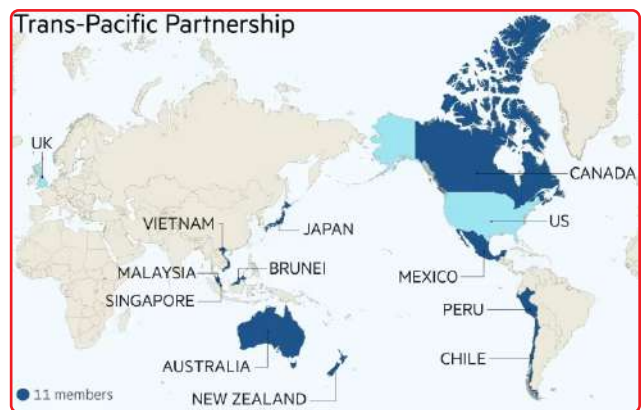 Trans-Pacific Partnership
UK
CANADA
US
VIETNAM
JAPAN
MALAYSIA
BRUNEI
SINGAPORE
MEXICO
PERU
AUSTRALIA
CHILE
NEW ZEALAND
11 members